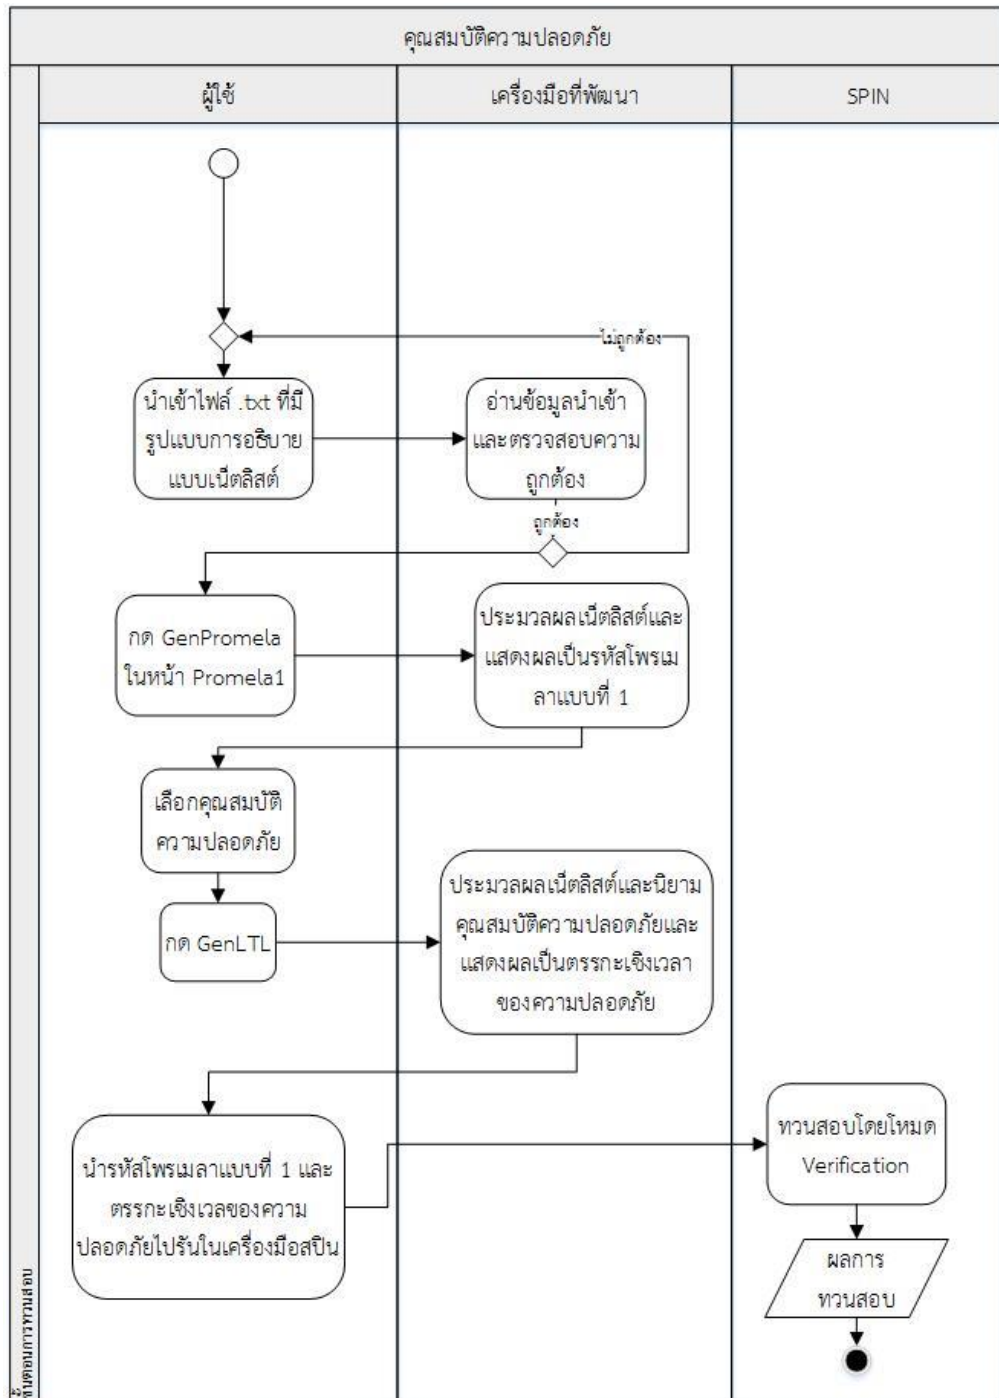 คุณสมบัติความปลอดภัย
ผู้ใช้
เครื่องมือที่พัฒนา
SPIN
ไม่ถูกต้อง
นำเข้าไฟล์ .txt ที่มี
รูปแบบการอธิบาย
แบบเน็ตลิสต์
อ่านข้อมูลนำเข้า
และตรวจสอบความ
ถูกต้อง
ถูกต้อง
กด GenPromela
ในหน้า Promela1
ประมวลผลเน็ตลิสต์และ
แสดงผลเป็นรหัสโพรเม
ลาแบบที่ 1
เลือกคุณสมบัติ
ความปลอดภัย
กด GenLTL
ประมวลผลเน็ตลิสต์และนิยาม
คุณสมบัติความปลอดภัยและ
แสดงผลเป็นตรรกะเชิงเวลา
ของความปลอดภัย
นำรหัสโพรเมลาแบบที่ 1 และ
ตรรกะเชิงเวลของความ
ปลอดภัยไปรันในเครื่องมือสปิน
ทวนสอบโดยโหมด
Verification
ผลการ
ทวนสอบ
ขั้นตอนการทวนสอบ